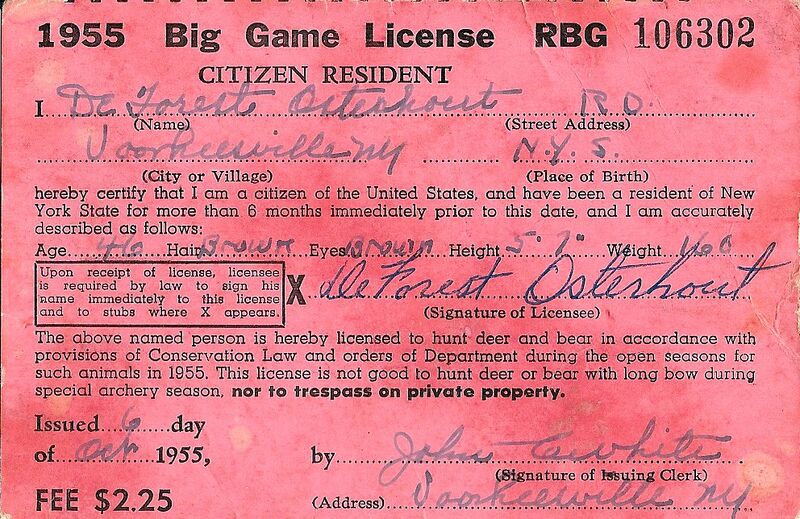 1955 Big Game License RBG 106302
CITIZEN RESIDENT
I De Forest Osterhout R.D.
(Name) (Street Address)
Voorheesville NY N.Y.S.
(City or Village) (Place of Birth)
hereby certify that I am a citizen of the United States, and have been a resident of New
York State for more than 6 months immediately prior to this date, and I am accurately
described as follows:
Age 46 Hair Brown Eyes Brown Height 5' 7" Weight 160
Upon receipt of license, licensee
is required by law to sign his
name immediately to this license
and to stubs where X appears.
X DeForest Osterhout
(Signature of Licensee)
The above named person is hereby licensed to hunt deer and bear in accordance with
provisions of Conservation Law and orders of Department during the open seasons for
such animals in 1955. This license is not good to hunt deer or bear with long bow during
special archery season, nor to trespass on private property.
Issued 6 day
of Oct 1955, by John White
(Signature of Issuing Clerk)
FEE $2.25 (Address) Voorheesville NY